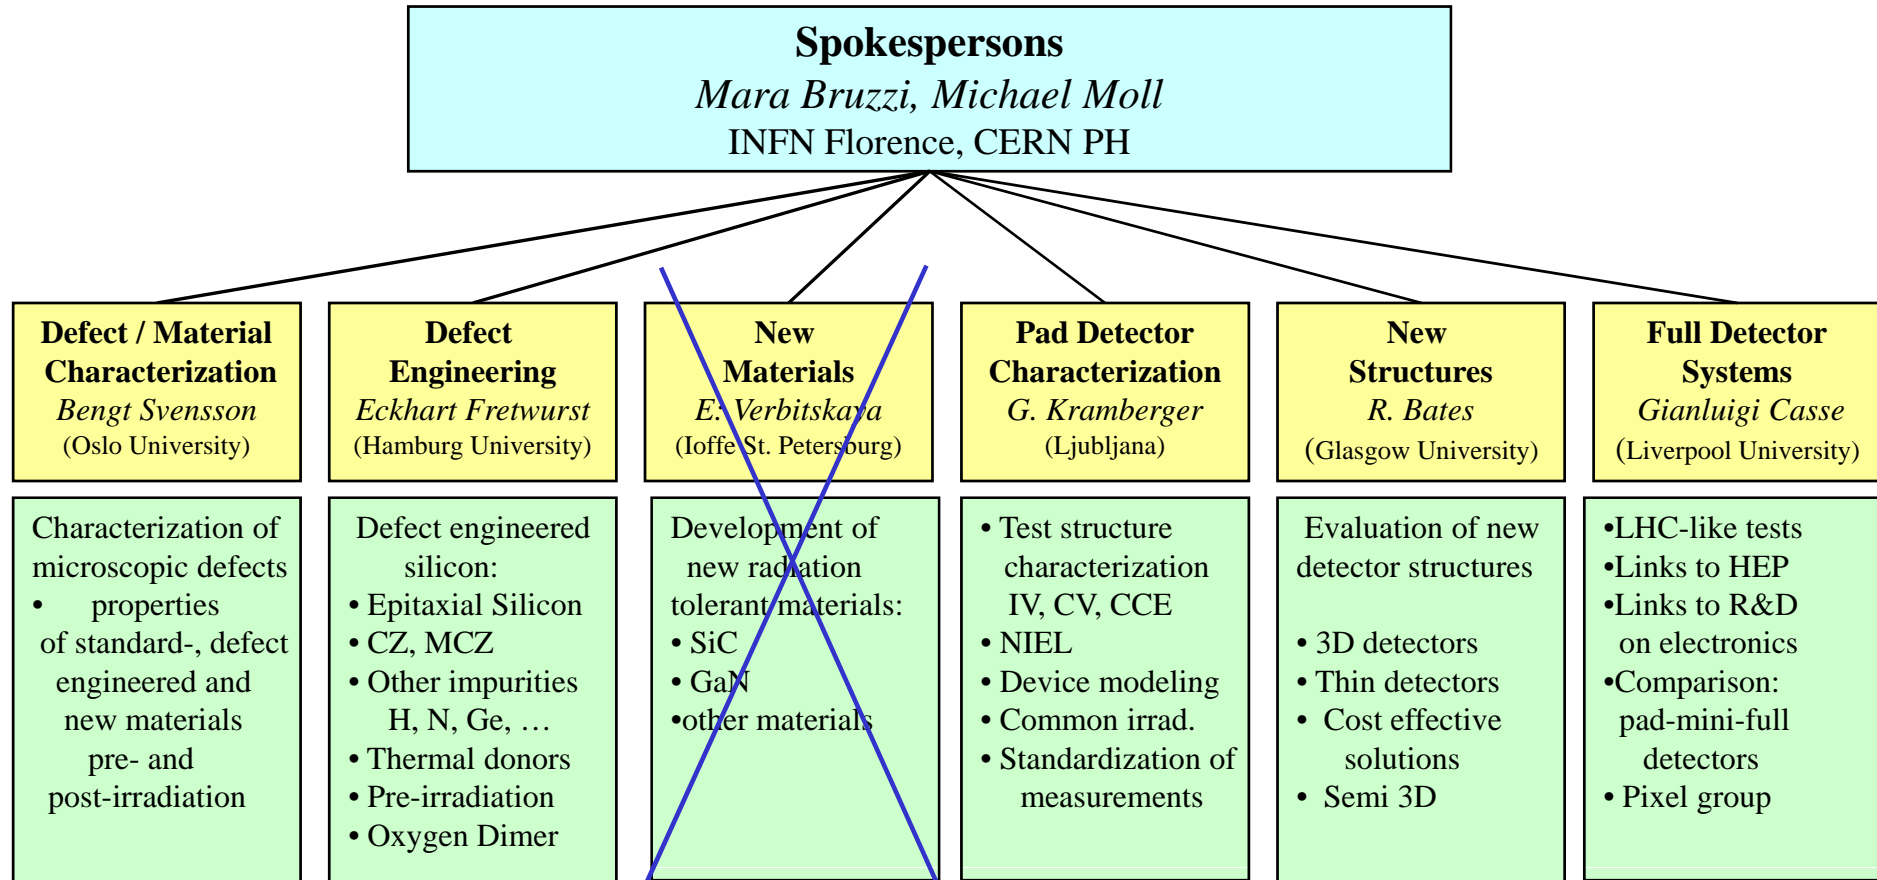 Spokespersons
Mara Bruzzi, Michael Moll
INFN Florence, CERN PH
Defect / Material
Characterization
Bengt Svensson
(Oslo University)
Defect
Engineering
Eckhart Fretwurst
(Hamburg University)
New
Materials
E: Verbitskaya
(Ioffe St. Petersburg)
Pad Detector
Characterization
G. Kramberger
(Ljubljana)
New
Structures
R. Bates
(Glasgow University)
Full Detector
Systems
Gianluigi Casse
(Liverpool University)
Characterization of
microscopic defects
• properties
of standard-, defect
engineered and
new materials
pre- and
post-irradiation
Defect engineered
silicon:
• Epitaxial Silicon
• CZ, MCZ
• Other impurities
H, N, Ge, …
• Thermal donors
• Pre-irradiation
• Oxygen Dimer
Development of
new radiation
tolerant materials:
• SiC
• GaN
•other materials
• Test structure
characterization
IV, CV, CCE
• NIEL
• Device modeling
• Common irrad.
• Standardization of
measurements
Evaluation of new
detector structures
• 3D detectors
• Thin detectors
• Cost effective
solutions
• Semi 3D
•LHC-like tests
•Links to HEP
•Links to R&D
on electronics
•Comparison:
pad-mini-full
detectors
• Pixel group